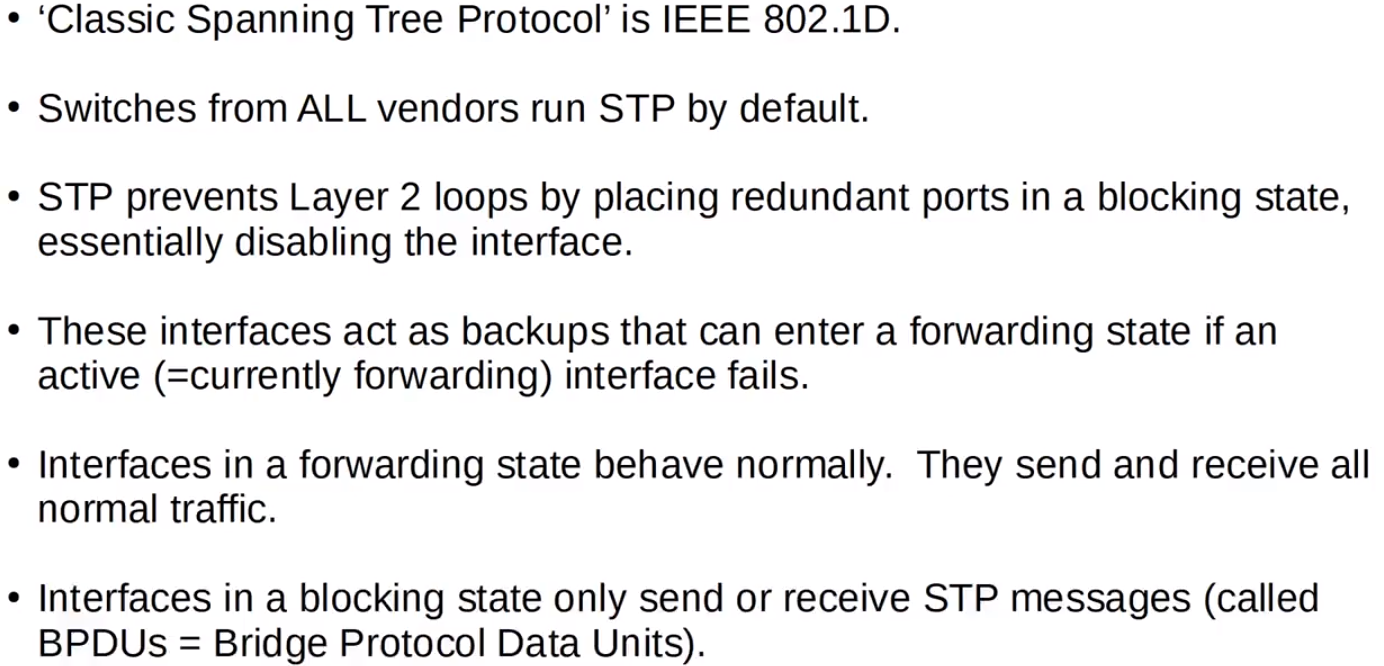 • ‘Classic Spanning Tree Protocol’ is IEEE 802.1D.
• Switches from ALL vendors run STP by default.
• STP prevents Layer 2 loops by placing redundant ports in a blocking state,
essentially disabling the interface.
• These interfaces act as backups that can enter a forwarding state if an
active (=currently forwarding) interface fails.
• Interfaces in a forwarding state behave normally.  They send and receive all
normal traffic.
• Interfaces in a blocking state only send or receive STP messages (called
BPDUs = Bridge Protocol Data Units).